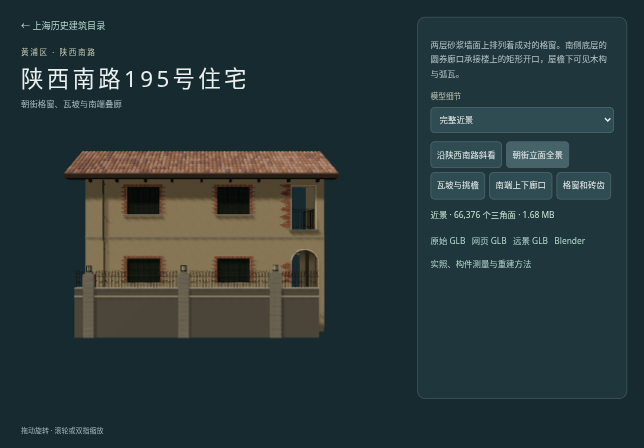 ← 上海历史建筑目录
黄浦区 · 陕西南路
陕西南路195号住宅
朝街格窗、瓦坡与南端叠廊
两层砂浆墙面上排列着成对的格窗。南侧底层的
圆券廊口承接楼上的矩形开口，屋檐下可见木构
与弧瓦。
模型细节
完整近景
沿陕西南路斜看 朝街立面全景
瓦坡与挑檐 南端上下廊口 格窗和砖齿
近景 · 66,376 个三角面 · 1.68 MB
原始 GLB 网页 GLB 远景 GLB Blender
实照、构件测量与重建方法
拖动旋转 · 滚轮或双指缩放